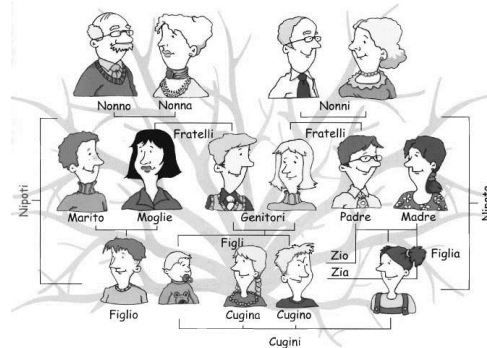 Nonno
Nonna
Nonni
Fratelli
Fratelli
Nipoti
Nipote
Marito
Moglie
Genitori
Padre
Madre
Figli
Zio
Zia
Figlia
Figlio
Cugina
Cugino
Cugini